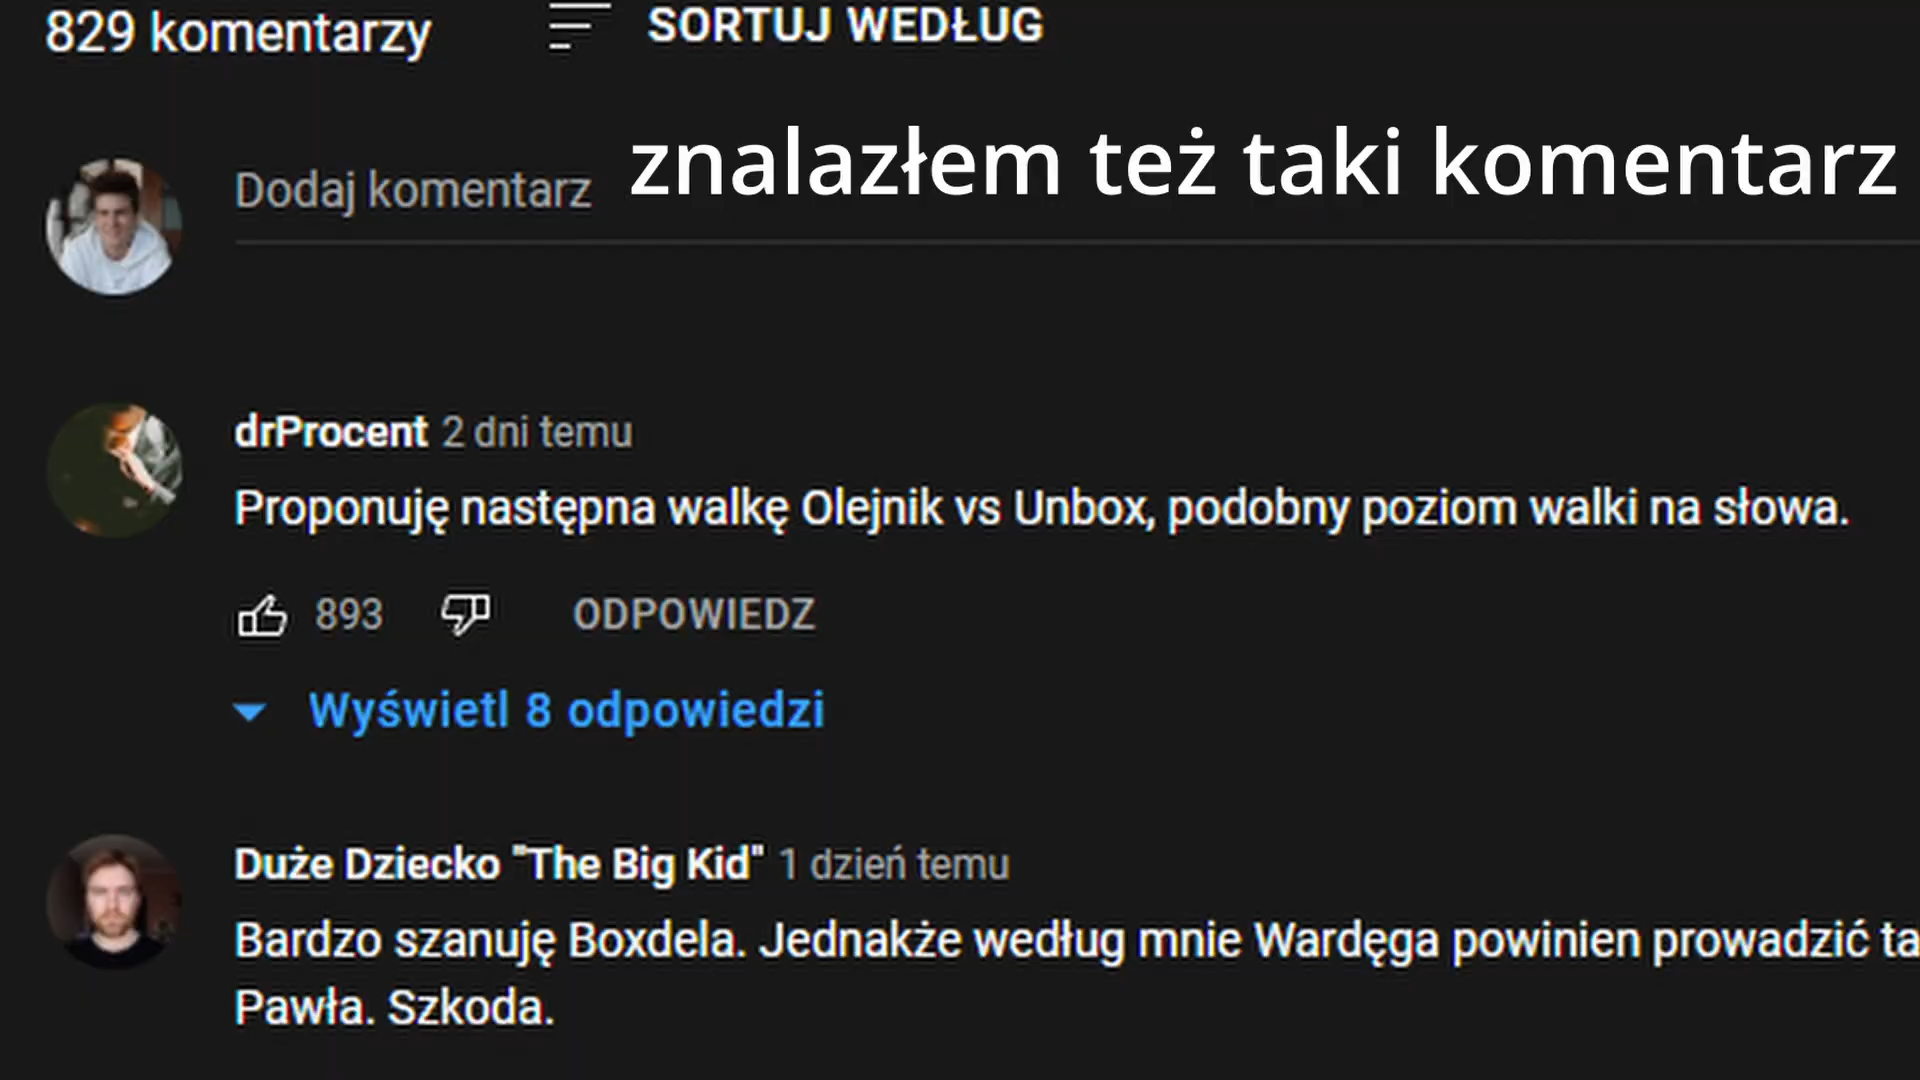 829 komentarzy
SORTUJ WEDŁUG
Dodaj komentarz
znalazłem też taki komentarz
drProcent 2 dni temu
Proponuję następna walkę Olejnik vs Unbox, podobny poziom walki na słowa.
893
ODPOWIEDZ
Wyświetl 8 odpowiedzi
Duże Dziecko "The Big Kid" 1 dzień temu
Bardzo szanuję Boxdela. Jednakże według mnie Wardęga powinien prowadzić ta
Pawła. Szkoda.